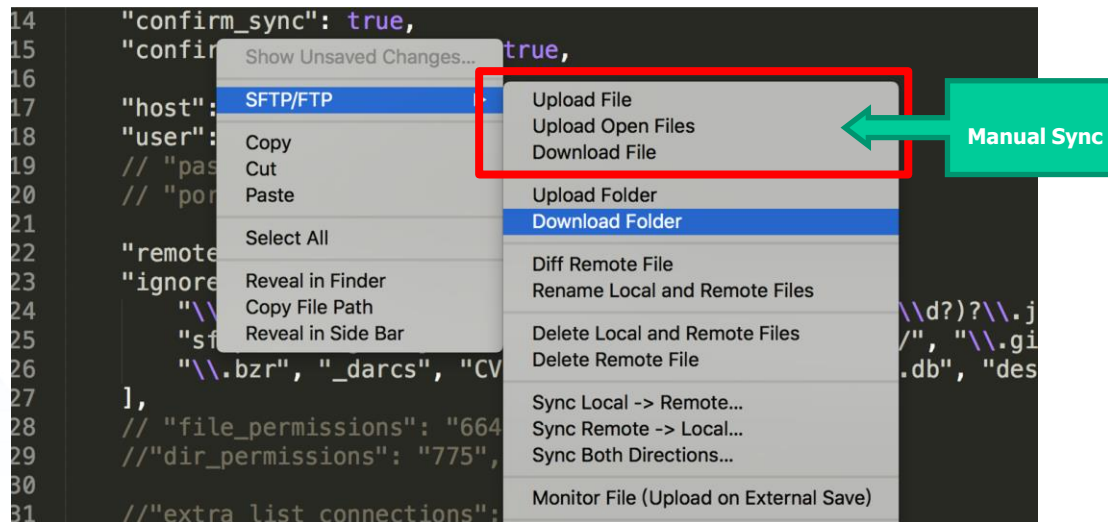 14 "confirm_sync": true,
15 "confir true,
16
17 "host":
18 "user":
19 // "pas
20 // "por
21
22 "remote
23 "ignore
24 "\\ \\d?)?\\.j
25 "sf /", "\\.gi
26 "\\.bzr", "_darcs", "CV .db", "des
27 ],
28 // "file_permissions": "664
29 //"dir_permissions": "775",
30
31 //"extra_list_connections":
Show Unsaved Changes...
SFTP/FTP
Copy
Cut
Paste
Select All
Reveal in Finder
Copy File Path
Reveal in Side Bar
Upload File
Upload Open Files
Download File
Upload Folder
Download Folder
Diff Remote File
Rename Local and Remote Files
Delete Local and Remote Files
Delete Remote File
Sync Local -> Remote...
Sync Remote -> Local...
Sync Both Directions...
Monitor File (Upload on External Save)
Manual Sync